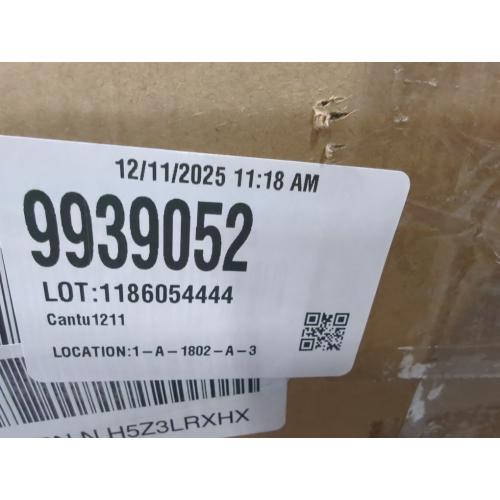 12/11/2025 11:18 AM
9939052
LOT:1186054444
Cantu1211
LOCATION:1-A-1802-A-3
H5Z3LRXHX